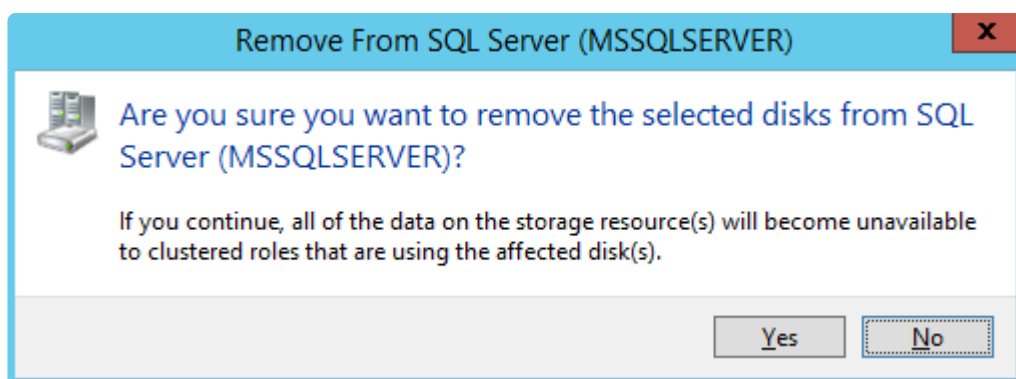 Remove From SQL Server (MSSQLSERVER)
x
Are you sure you want to remove the selected disks from SQL
Server (MSSQLSERVER)?
If you continue, all of the data on the storage resource(s) will become unavailable
to clustered roles that are using the affected disk(s).
Yes
No